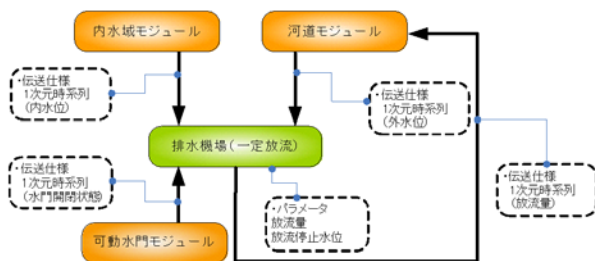 内水域モジュール
河道モジュール
・伝送仕様
1次元時系列
(内水位)
・伝送仕様
1次元時系列
(外水位)
排水機場(一定放流)
・伝送仕様
1次元時系列
(水門開閉状態)
・伝送仕様
1次元時系列
(放流量)
・パラメータ
放流量
放流停止水位
可動水門モジュール